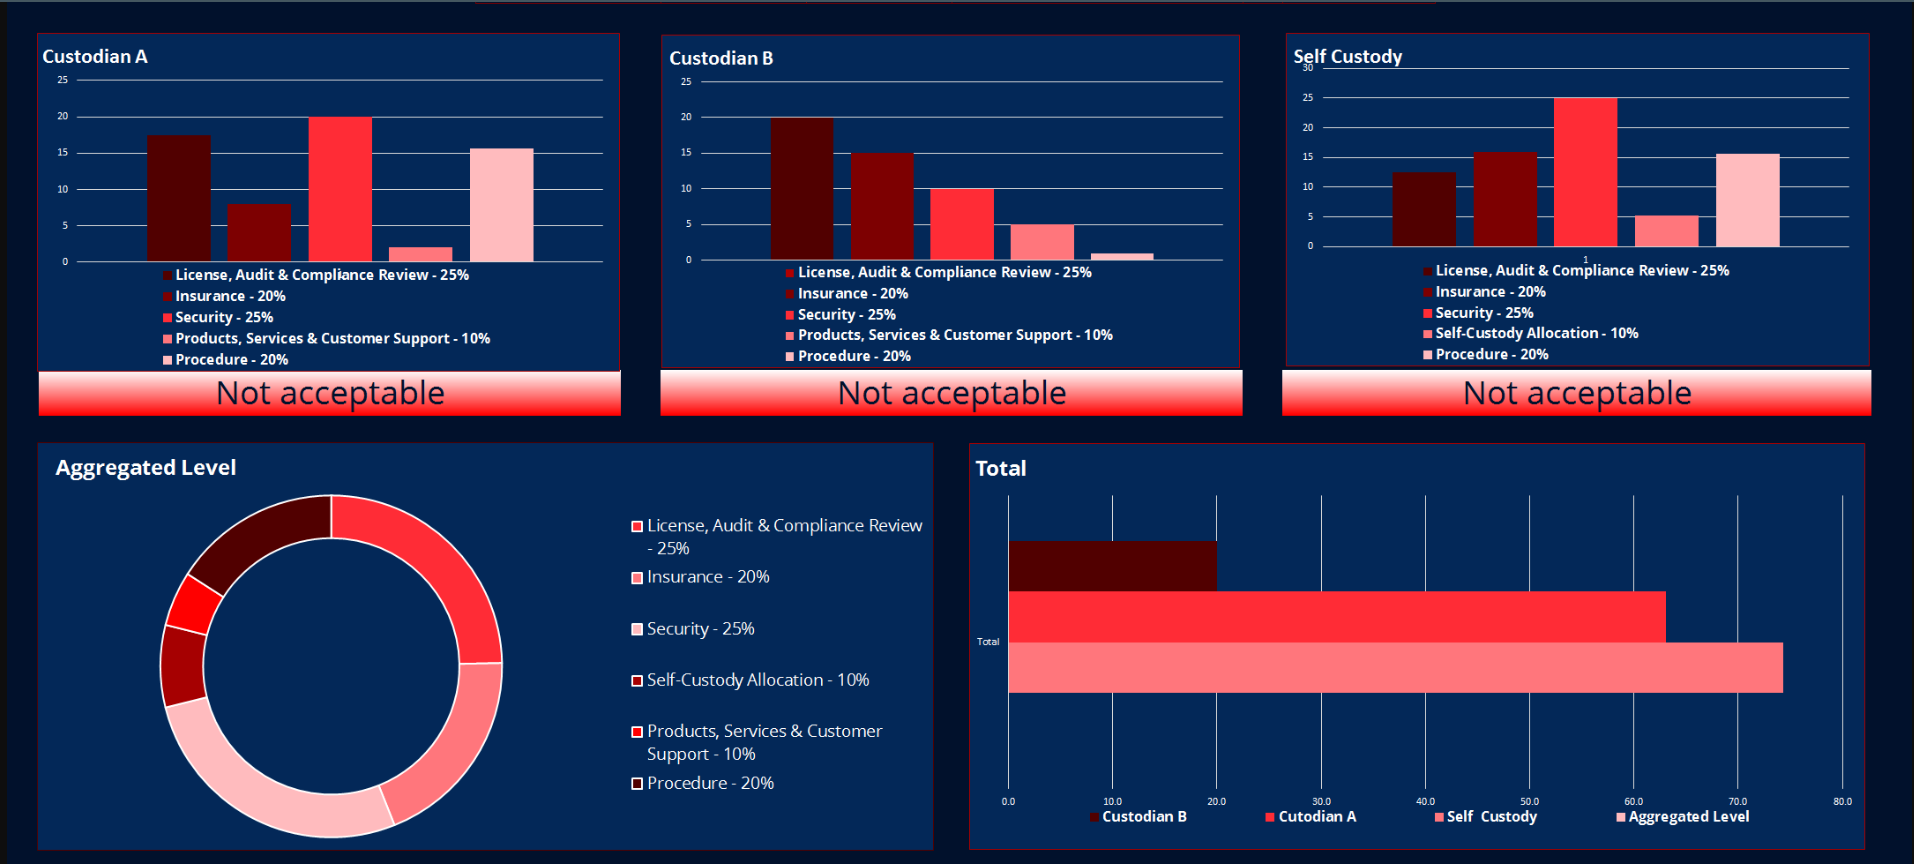 Custodian A
25
20
15
10
5
0
License, Audit & Compliance Review - 25%
Insurance - 20%
Security - 25%
Products, Services & Customer Support - 10%
Procedure - 20%
Not acceptable
Custodian B
25
20
15
10
5
0
License, Audit & Compliance Review - 25%
Insurance - 20%
Security - 25%
Products, Services & Customer Support - 10%
Procedure - 20%
Not acceptable
Self Custody
30
25
20
15
10
5
0
1
License, Audit & Compliance Review - 25%
Insurance - 20%
Security - 25%
Self-Custody Allocation - 10%
Procedure - 20%
Not acceptable
Aggregated Level
License, Audit & Compliance Review
- 25%
Insurance - 20%
Security - 25%
Self-Custody Allocation - 10%
Products, Services & Customer
Support - 10%
Procedure - 20%
Total
Total
0.0 10.0 20.0 30.0 40.0 50.0 60.0 70.0 80.0
Custodian B Cutodian A Self Custody Aggregated Level